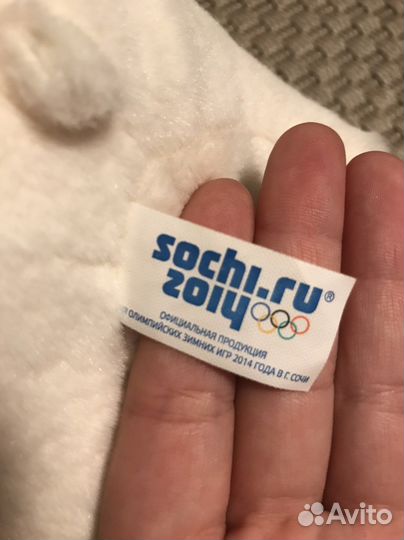 sochi.ru®
2014
ОФИЦИАЛЬНАЯ ПРОДУКЦИЯ
ОЛИМПИЙСКИХ ЗИМНИХ ИГР 2014 ГОДА В Г. СОЧИ
Avito